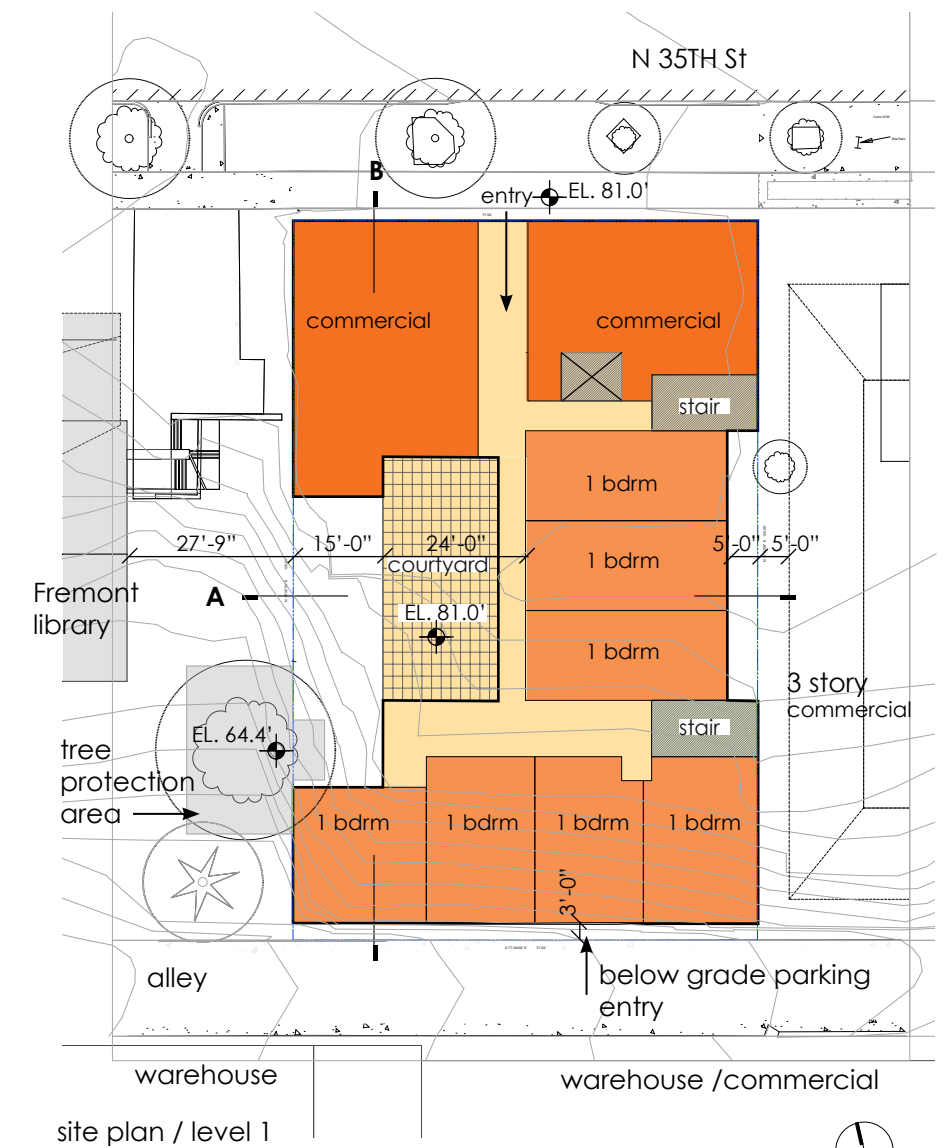 N 35TH St
B
entry
EL. 81.0'
commercial
commercial
stair
1 bdrm
27'-9"
15'-0"
24'-0"
5'-0"
5'-0"
courtyard
1 bdrm
Fremont
library
A
EL. 81.0'
1 bdrm
3 story
commercial
stair
EL. 64.4'
tree
protection
area
1 bdrm
1 bdrm
1 bdrm
1 bdrm
3'-0"
alley
below grade parking
entry
warehouse
warehouse /commercial
site plan / level 1